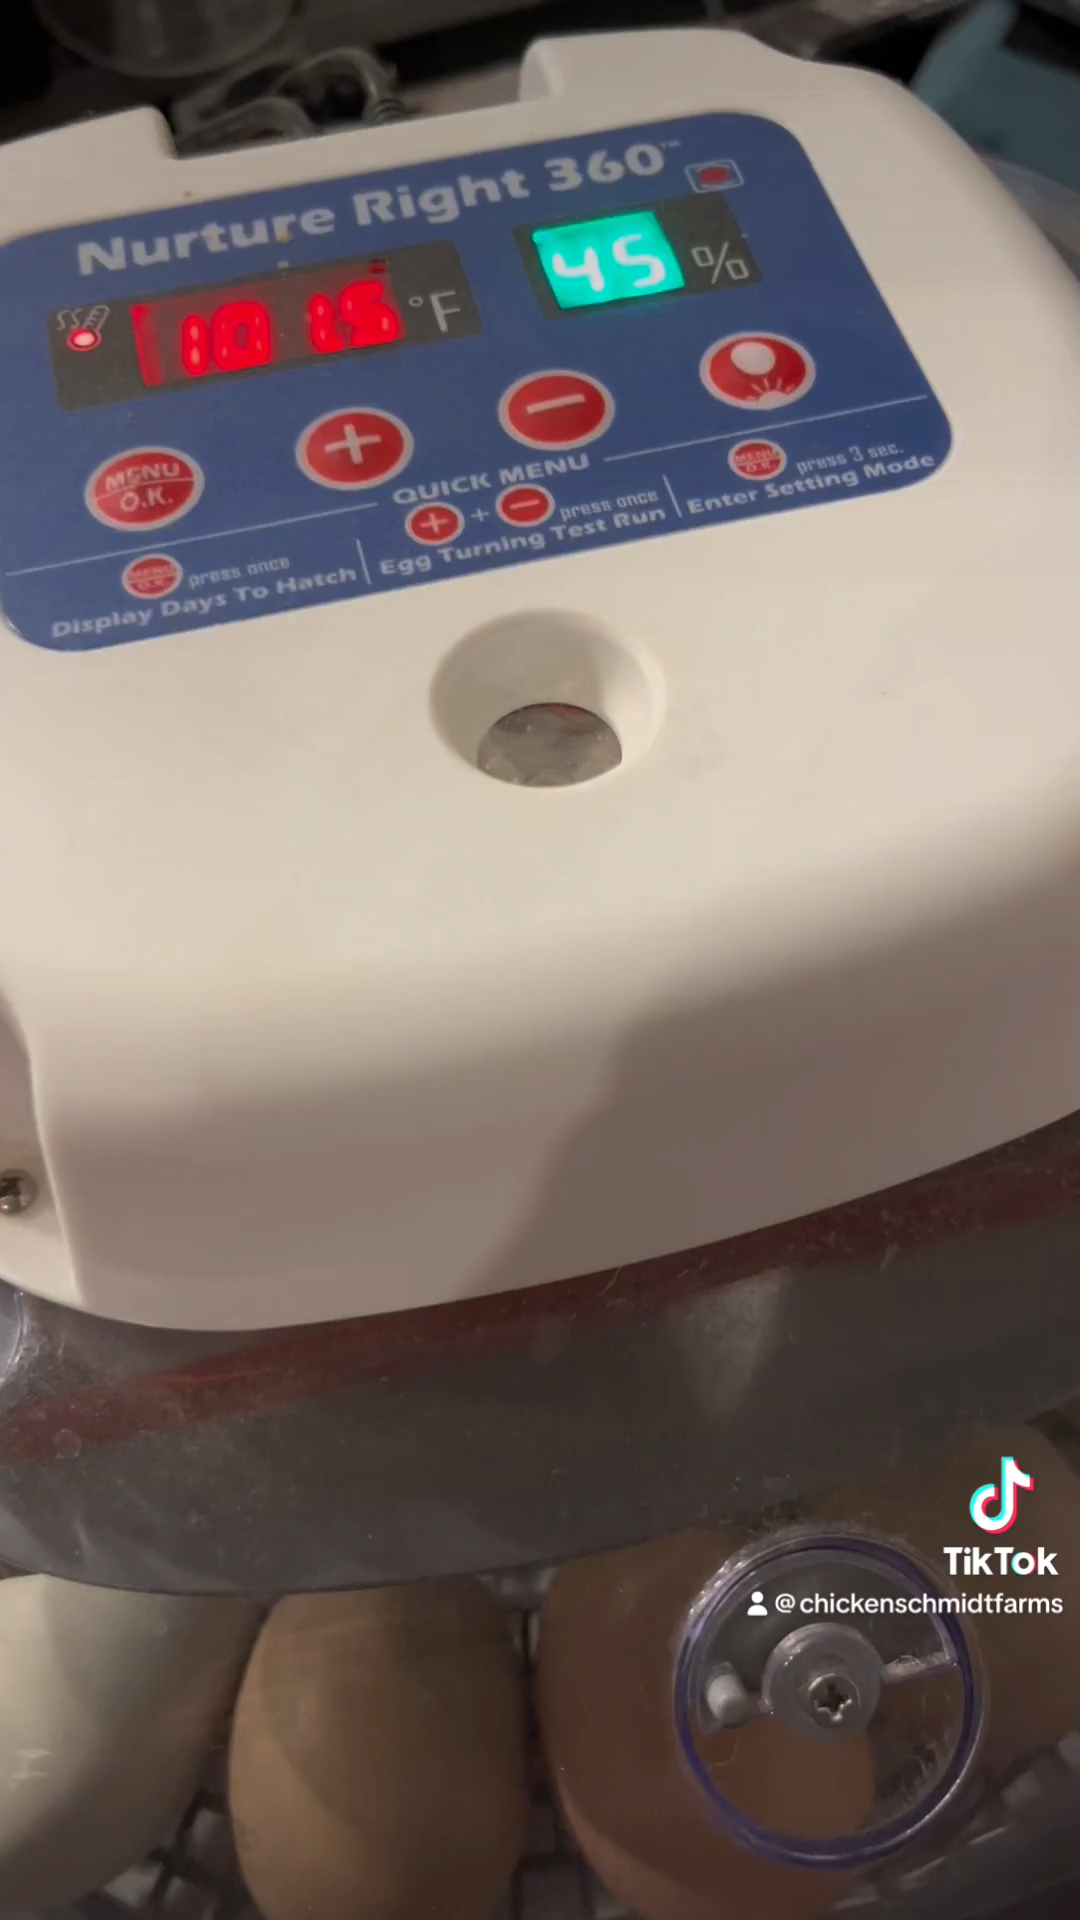 Nurture Right 360™
101.5 °F
45 %
MENU
O.K.
QUICK MENU
MENU
O.K. press once
Display Days To Hatch
+ + − press once
Egg Turning Test Run
MENU
O.K. press 3 sec.
Enter Setting Mode
TikTok
@chickenschmidtfarms